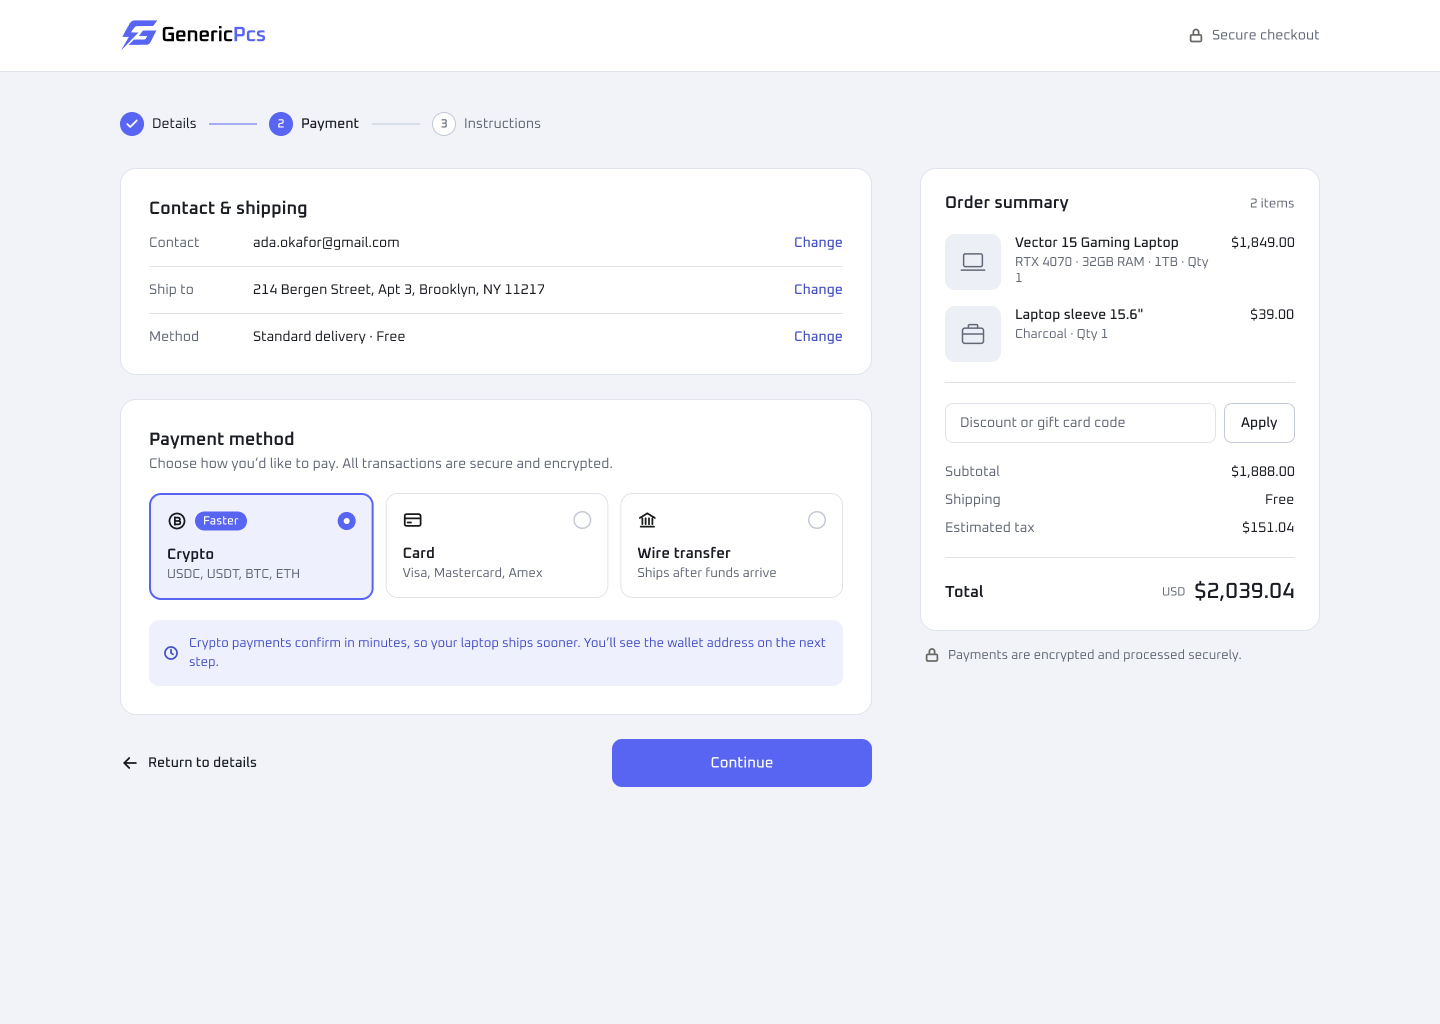 GenericPcs
Secure checkout
Details
2 Payment
3 Instructions
Contact & shipping
Contact ada.okafor@gmail.com Change
Ship to 214 Bergen Street, Apt 3, Brooklyn, NY 11217 Change
Method Standard delivery · Free Change
Payment method
Choose how you’d like to pay. All transactions are secure and encrypted.
Faster
Crypto
USDC, USDT, BTC, ETH
Card
Visa, Mastercard, Amex
Wire transfer
Ships after funds arrive
Crypto payments confirm in minutes, so your laptop ships sooner. You’ll see the wallet address on the next
step.
Return to details
Continue
Order summary 2 items
Vector 15 Gaming Laptop $1,849.00
RTX 4070 · 32GB RAM · 1TB · Qty
1
Laptop sleeve 15.6" $39.00
Charcoal · Qty 1
Discount or gift card code Apply
Subtotal $1,888.00
Shipping Free
Estimated tax $151.04
Total USD $2,039.04
Payments are encrypted and processed securely.